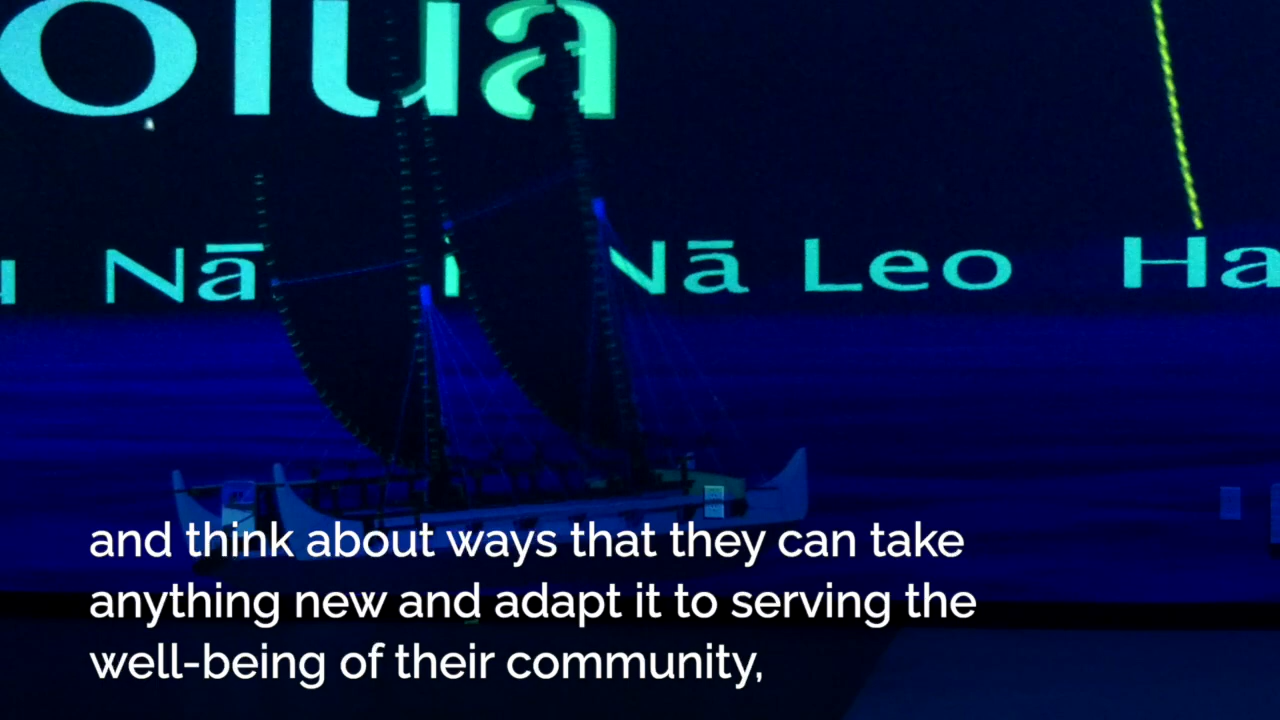 olua
Nā Nā Leo Ha
and think about ways that they can take
anything new and adapt it to serving the
well-being of their community,